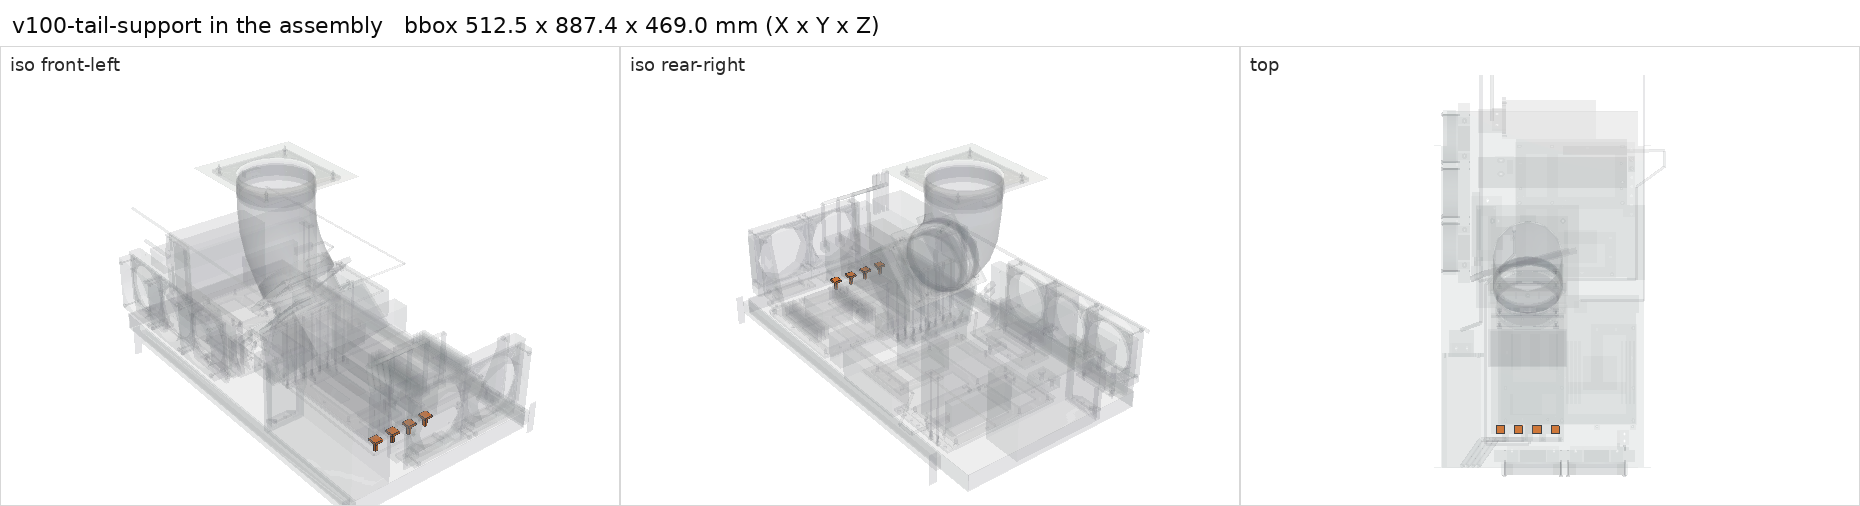 v100-tail-support in the assembly   bbox 512.5 x 887.4 x 469.0 mm (X x Y x Z)
iso front-left
iso rear-right
top